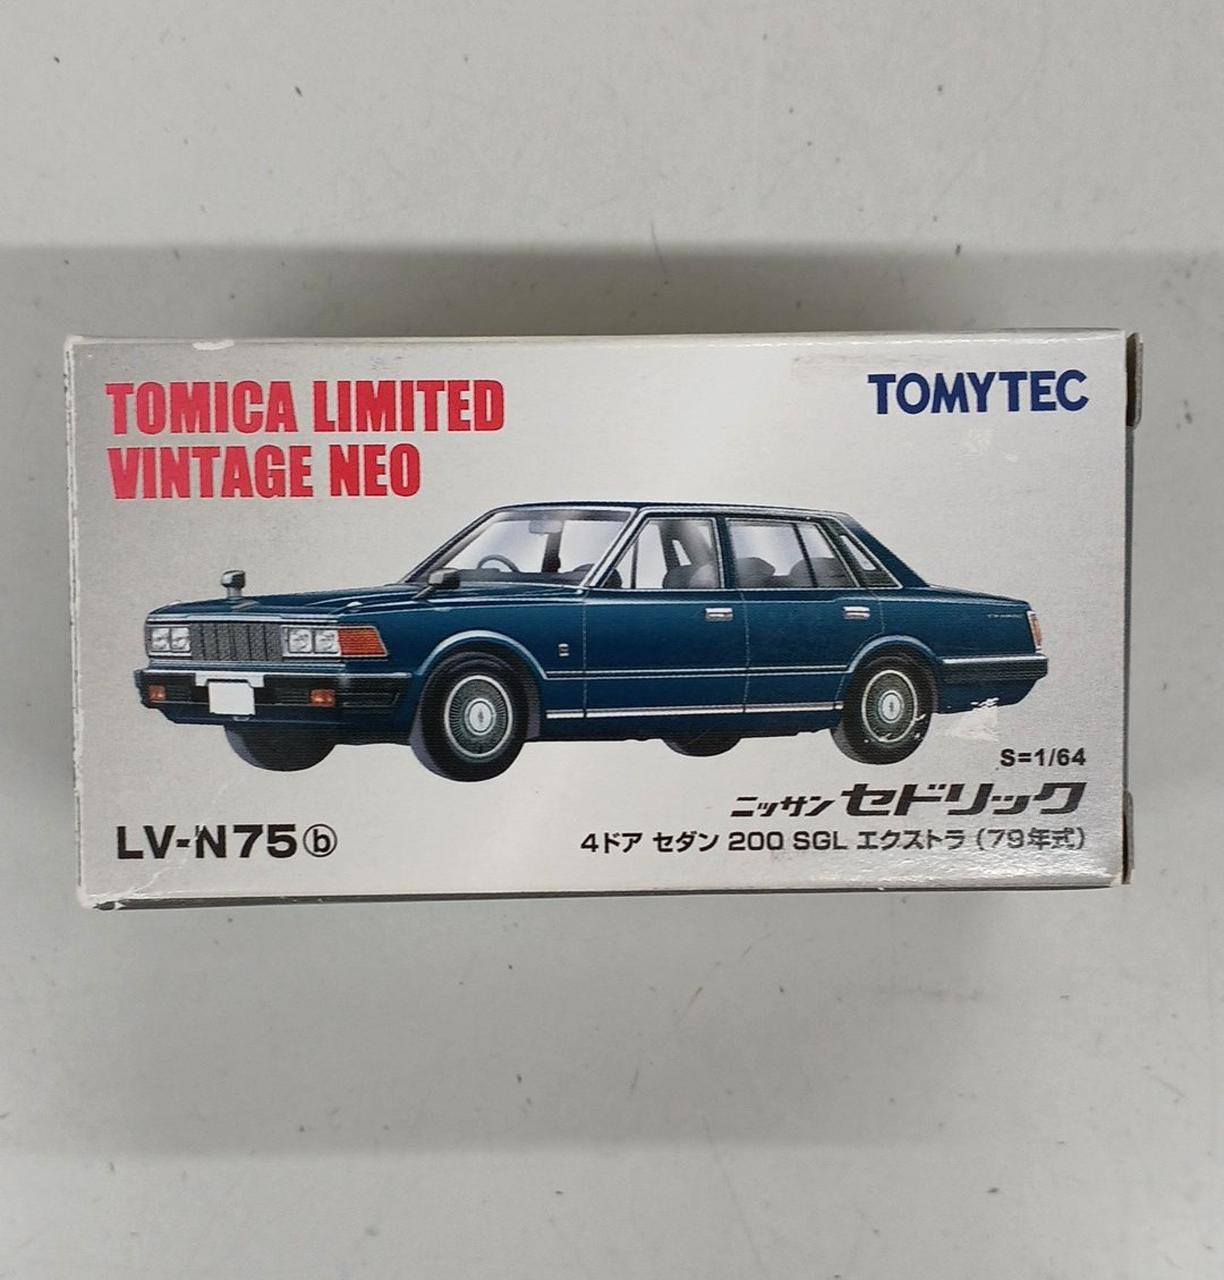 TOMICA LIMITED
VINTAGE NEO
TOMYTEC
S=1/64
ニッサン セドリック
LV-N75ⓑ
4ドア セダン 200 SGL エクストラ (79年式)